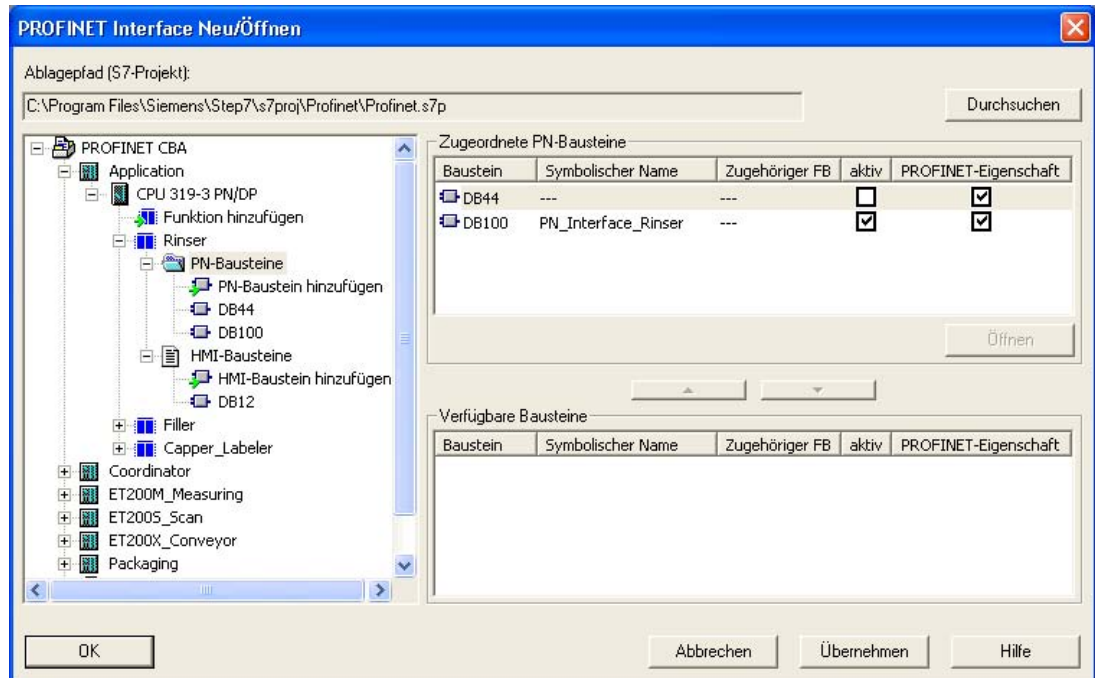 PROFINET Interface Neu/Öffnen
Ablagepfad (S7-Projekt):
C:\Program Files\Siemens\Step7\s7proj\Profinet\Profinet.s7p
Durchsuchen
PROFINET CBA
Application
CPU 319-3 PN/DP
Funktion hinzufügen
Rinser
PN-Bausteine
PN-Baustein hinzufügen
DB44
DB100
HMI-Bausteine
HMI-Baustein hinzufügen
DB12
Filler
Capper_Labeler
Coordinator
ET200M_Measuring
ET200S_Scan
ET200X_Conveyor
Packaging
Zugeordnete PN-Bausteine
Baustein Symbolischer Name Zugehöriger FB aktiv PROFINET-Eigenschaft
DB44 --- ---
DB100 PN_Interface_Rinser ---
Öffnen
Verfügbare Bausteine
Baustein Symbolischer Name Zugehöriger FB aktiv PROFINET-Eigenschaft
OK Abbrechen Übernehmen Hilfe